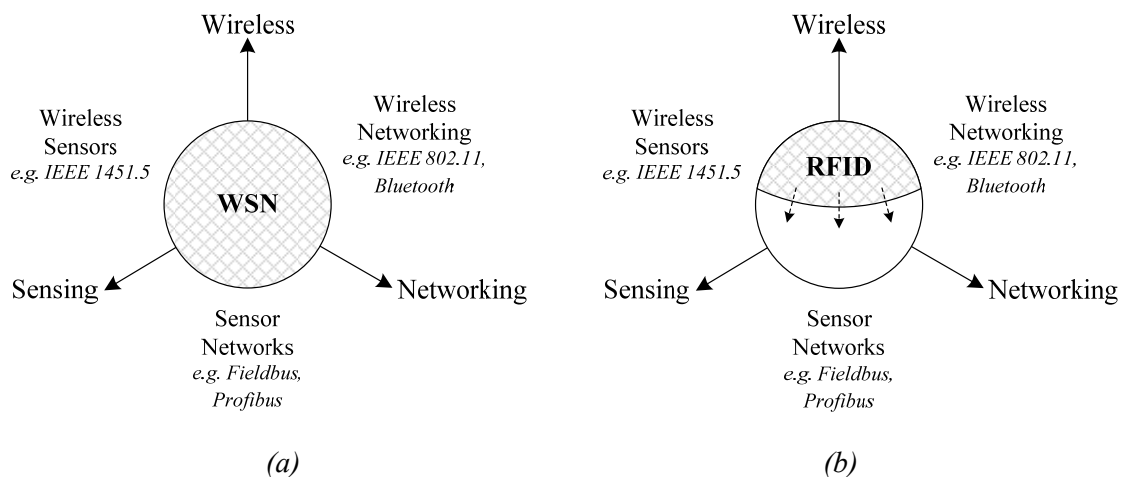 Wireless
Wireless
Sensors
e.g. IEEE 1451.5
Wireless
Networking
e.g. IEEE 802.11,
Bluetooth
WSN
Sensing
Networking
Sensor
Networks
e.g. Fieldbus,
Profibus
(a)
Wireless
Wireless
Sensors
e.g. IEEE 1451.5
Wireless
Networking
e.g. IEEE 802.11,
Bluetooth
RFID
Sensing
Networking
Sensor
Networks
e.g. Fieldbus,
Profibus
(b)